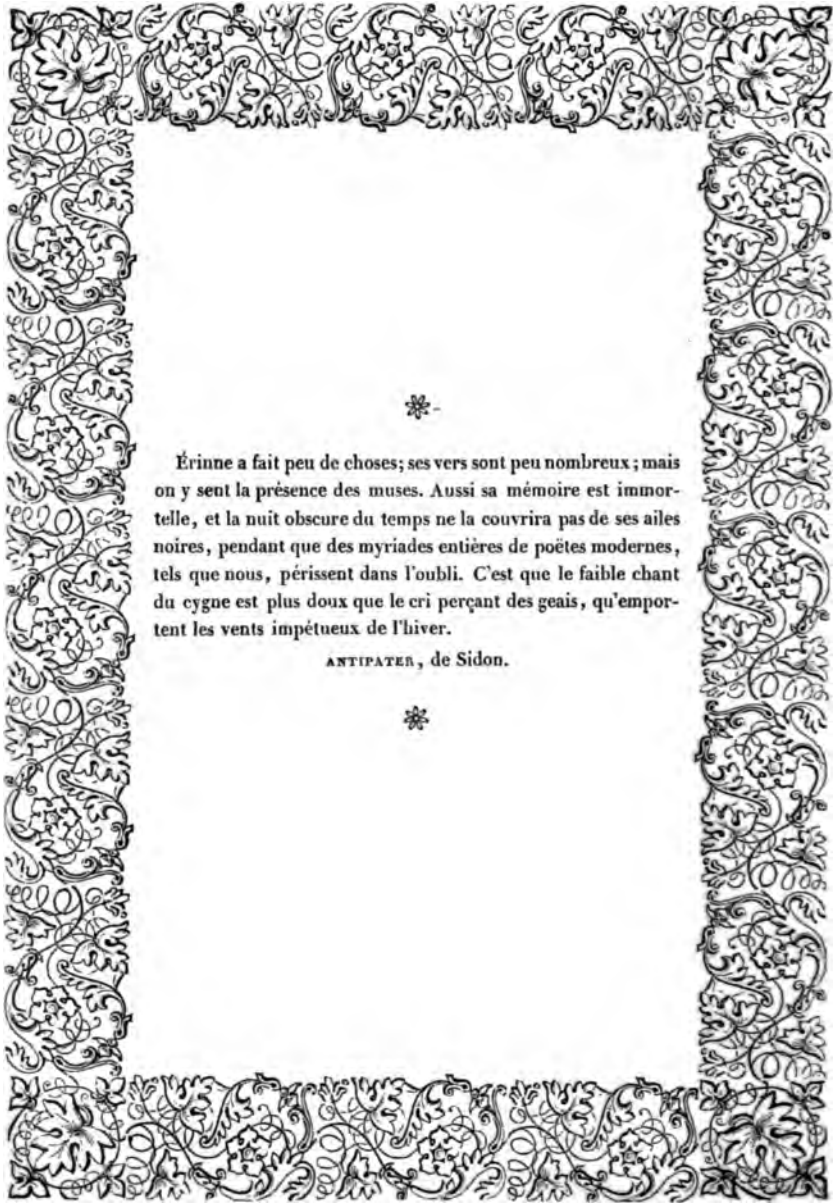 Érinne a fait peu de choses; ses vers sont peu nombreux; mais
on y sent la présence des muses. Aussi sa mémoire est immor-
telle, et la nuit obscure du temps ne la couvrira pas de ses ailes
noires, pendant que des myriades entières de poëtes modernes,
tels que nous, périssent dans l'oubli. C'est que le faible chant
du cygne est plus doux que le cri perçant des geais, qu'empor-
tent les vents impétueux de l'hiver.
ANTIPATER, de Sidon.